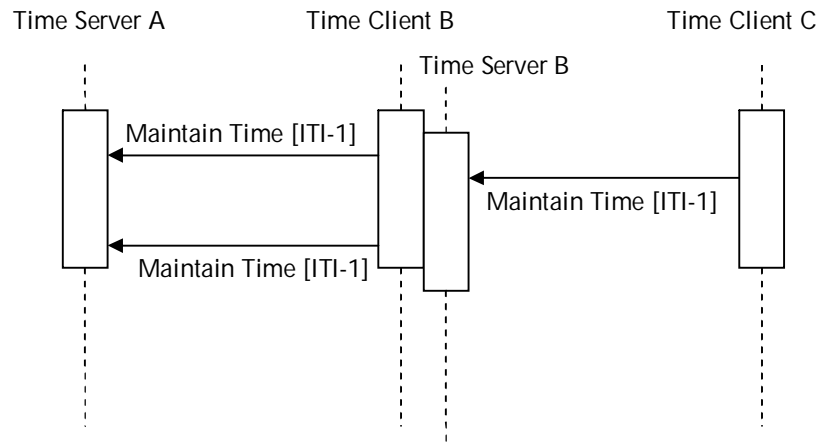 Time Server A
Time Client B
Time Client C
Time Server B
Maintain Time [ITI-1]
Maintain Time [ITI-1]
Maintain Time [ITI-1]